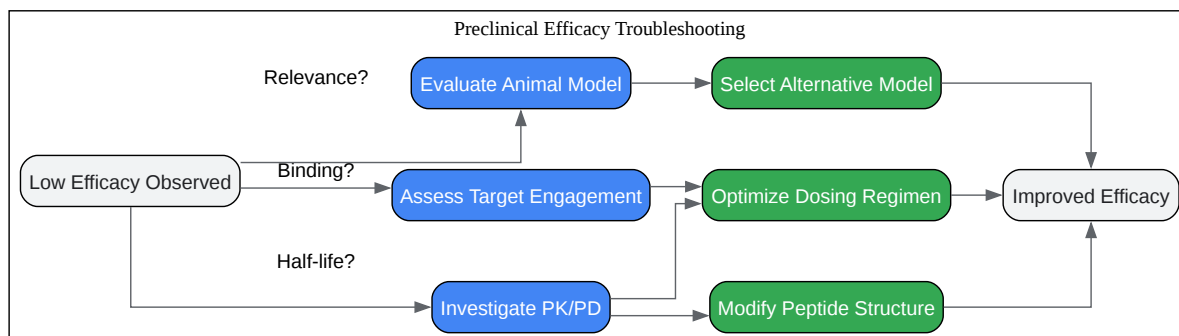 Preclinical Efficacy Troubleshooting
Relevance?
Evaluate Animal Model
Select Alternative Model
Low Efficacy Observed
Binding?
Assess Target Engagement
Optimize Dosing Regimen
Improved Efficacy
Half-life?
Investigate PK/PD
Modify Peptide Structure